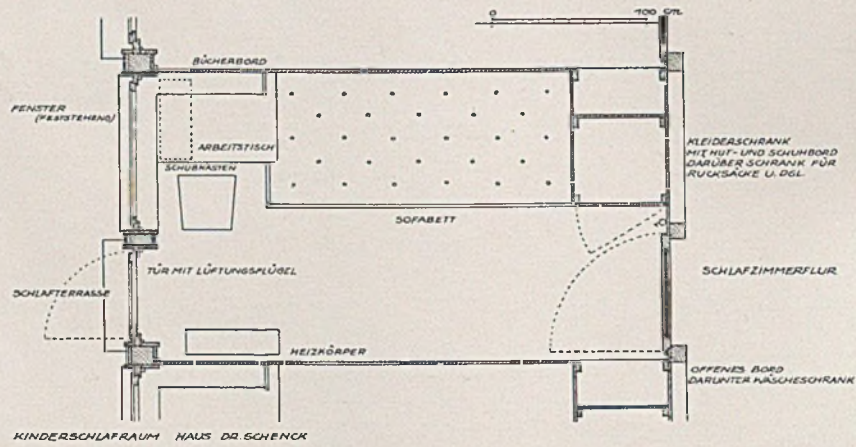 0 100 cm
BÜCHERBORD
FENSTER
(FESTSTEHEND)
ARBEITSTISCH
SCHUBKÄSTEN
KLEIDERSCHRANK
MIT HUT- UND SCHUHBORD
DARÜBER SCHRANK FÜR
RUCKSÄCKE U. DGL.
SOFABETT
TÜR MIT LÜFTUNGSFLÜGEL
SCHLAFTERRASSE
SCHLAFZIMMERFLUR
HEIZKÖRPER
OFFENES BORD
DARUNTER WÄSCHESCHRANK
KINDERSCHLAFRAUM HAUS DR. SCHENCK